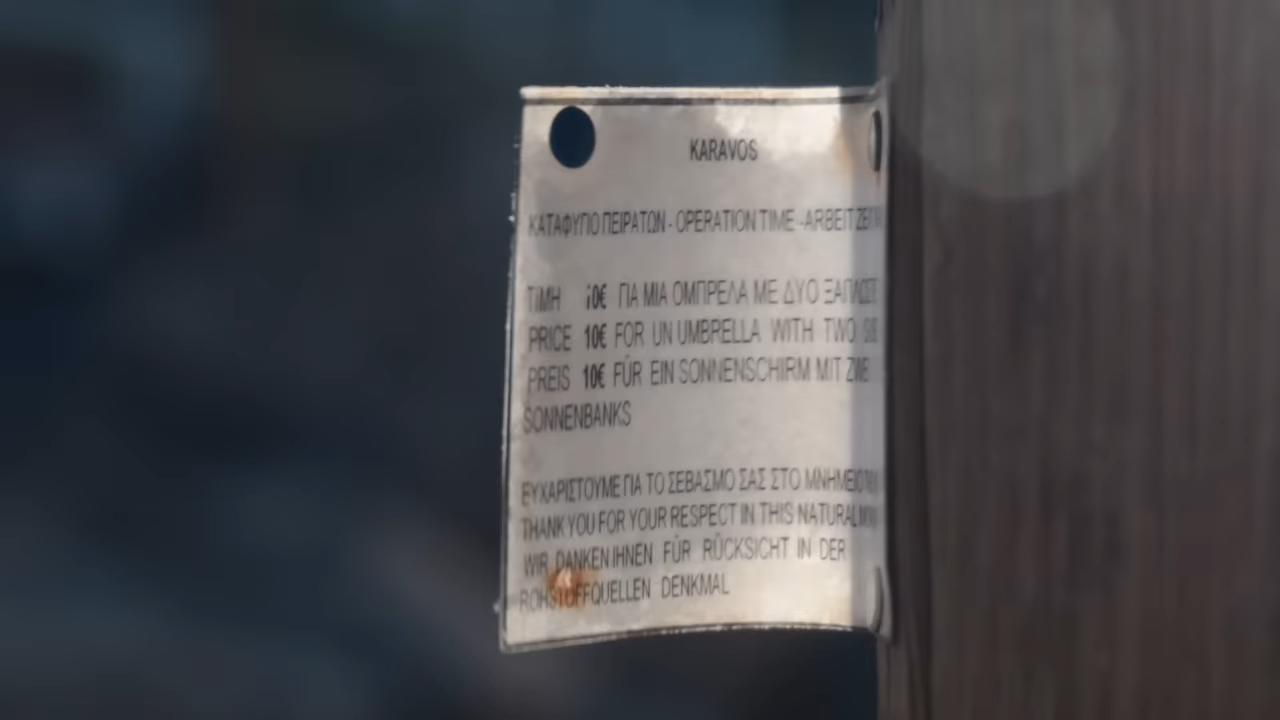 KARAVOS
ΚΑΤΑΦΥΓΙΟ ΠΕΙΡΑΤΩΝ - OPERATION TIME -ARBEIT
ΤΙΜΗ 10€ ΓΙΑ ΜΙΑ ΟΜΠΡΕΛΑ ΜΕ ΔΥΟ
PRICE 10€ FOR UN UMBRELLA WITH TWO
PREIS 10€ FÜR EIN SONNENSCHIRM MIT ZWEI
SONNENBANKS
ΕΥΧΑΡΙΣΤΟΥΜΕ ΓΙΑ ΤΟ ΣΕΒΑΣΜΟ ΣΑΣ ΣΤΟ ΜΝΗΜΕΙΟ
THANK YOU FOR YOUR RESPECT IN THIS NATURAL
WIR DANKEN IHNEN FÜR RÜCKSICHT IN DER
ROHSTOFFQUELLEN DENKMAL